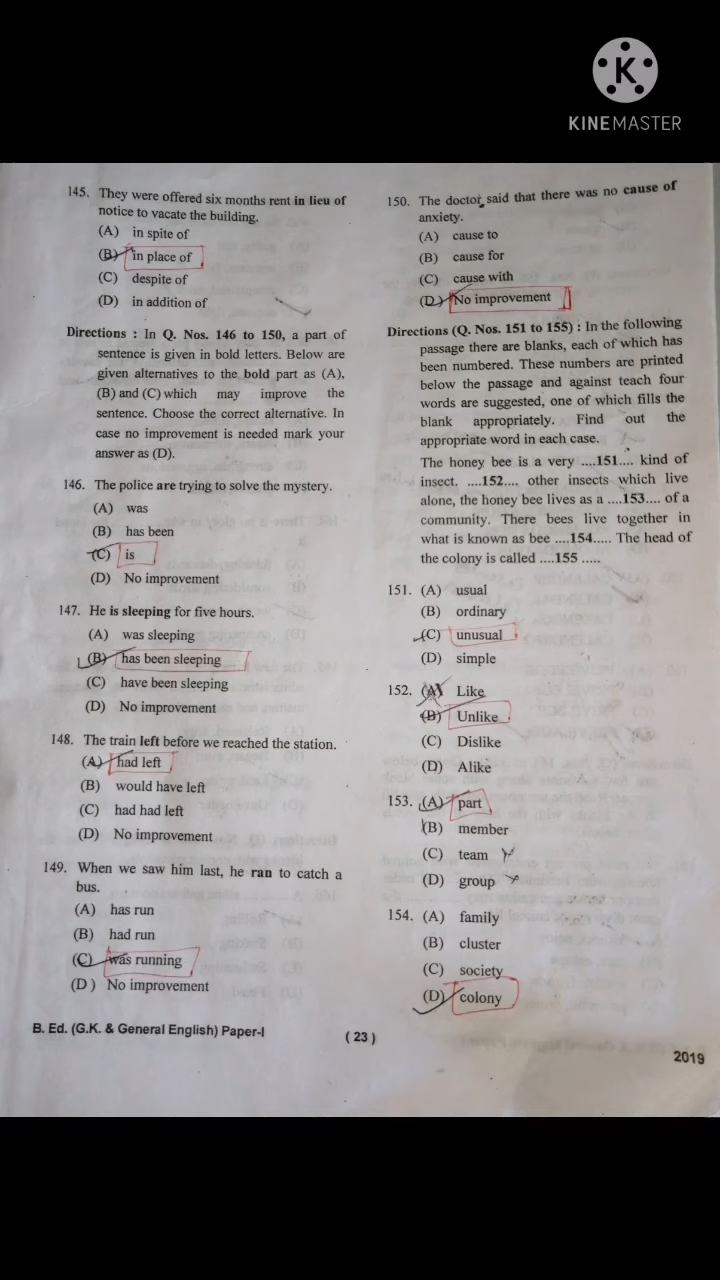 K
KINEMASTER
145. They were offered six months rent in lieu of
notice to vacate the building.
(A) in spite of
(B) in place of
(C) despite of
(D) in addition of
Directions : In Q. Nos. 146 to 150, a part of
sentence is given in bold letters. Below are
given alternatives to the bold part as (A),
(B) and (C) which may improve the
sentence. Choose the correct alternative. In
case no improvement is needed mark your
answer as (D).
146. The police are trying to solve the mystery.
(A) was
(B) has been
(C) is
(D) No improvement
147. He is sleeping for five hours.
(A) was sleeping
(B) has been sleeping
(C) have been sleeping
(D) No improvement
148. The train left before we reached the station.
(A) had left
(B) would have left
(C) had had left
(D) No improvement
149. When we saw him last, he ran to catch a
bus.
(A) has run
(B) had run
(C) was running
(D ) No improvement
150. The doctor said that there was no cause of
anxiety.
(A) cause to
(B) cause for
(C) cause with
(D) No improvement
Directions (Q. Nos. 151 to 155) : In the following
passage there are blanks, each of which has
been numbered. These numbers are printed
below the passage and against teach four
words are suggested, one of which fills the
blank appropriately. Find out the
appropriate word in each case.
The honey bee is a very ....151.... kind of
insect. ....152.... other insects which live
alone, the honey bee lives as a ....153.... of a
community. There bees live together in
what is known as bee ....154..... The head of
the colony is called ....155 .....
151. (A) usual
(B) ordinary
(C) unusual
(D) simple
152. (A) Like
(B) Unlike
(C) Dislike
(D) Alike
153. (A) part
(B) member
(C) team
(D) group
154. (A) family
(B) cluster
(C) society
(D) colony
B. Ed. (G.K. & General English) Paper-I
( 23 )
2019